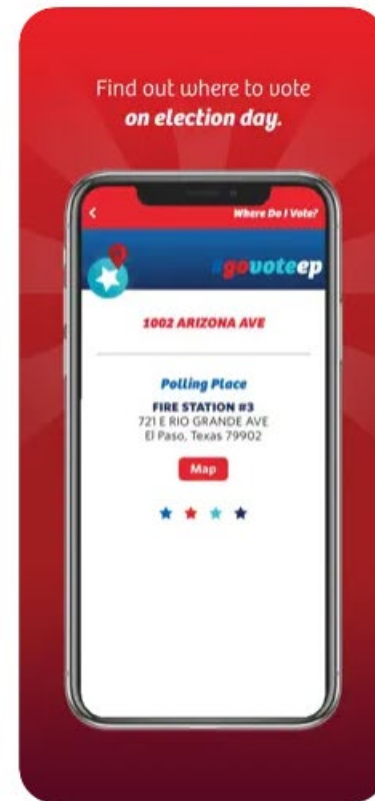 Find out where to vote
on election day.
Where Do I Vote?
#govoteep
1002 ARIZONA AVE
Polling Place
FIRE STATION #3
721 E RIO GRANDE AVE
El Paso, Texas 79902
Map